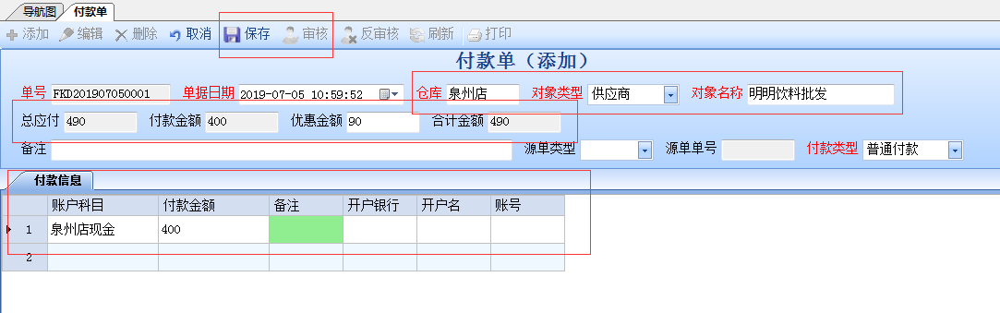 导航图 付款单
添加 编辑 删除 取消 保存 审核 反审核 刷新 打印
付款单（添加）
单号 FKD201907050001 单据日期 2019-07-05 10:59:52 仓库 泉州店 对象类型 供应商 对象名称 明明饮料批发
总应付 490 付款金额 400 优惠金额 90 合计金额 490
备注 源单类型 源单单号 付款类型 普通付款
付款信息
账户科目 付款金额 备注 开户银行 开户名 账号
1 泉州店现金 400
2